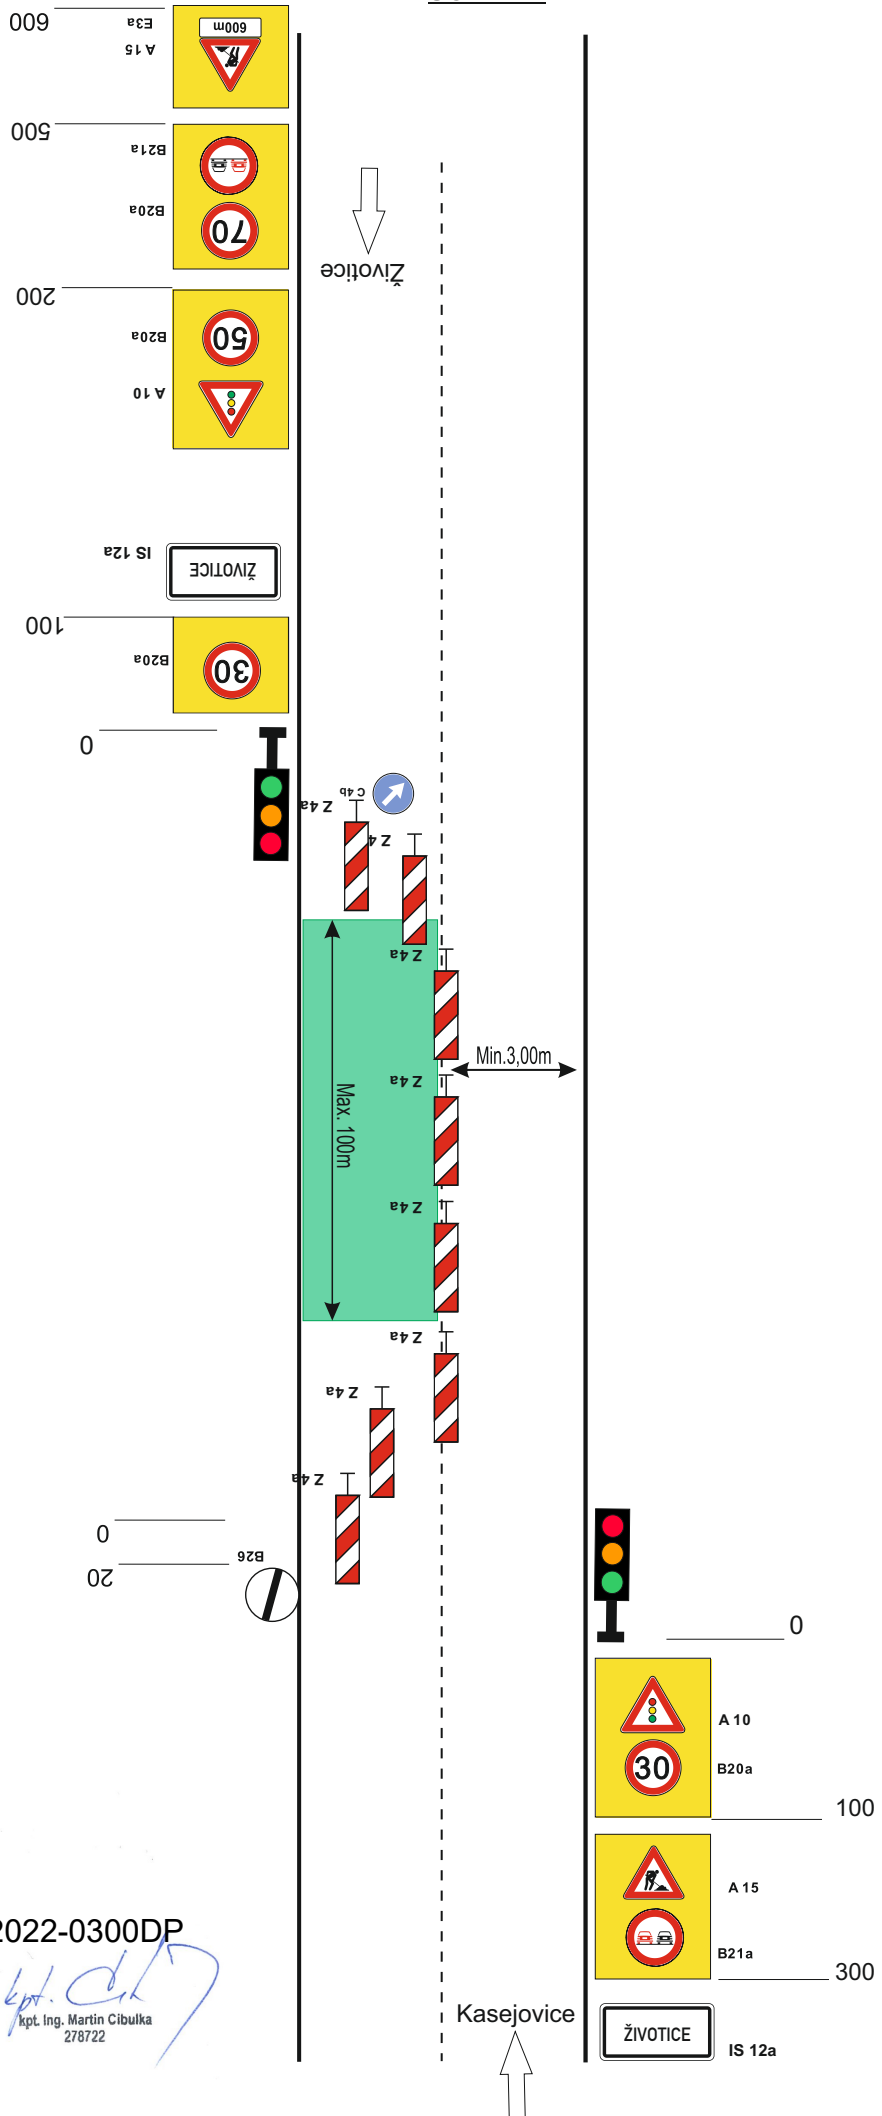 600
E3a
600m
A 15
500
B21a
B20a
70
Životice
200
B20a
50
A 10
IS 12a
ŽIVOTICE
100
B20a
30
0
C 4b
Z 4a
Z 4
Z 4a
Min.3,00m
Z 4a
Max. 100m
Z 4a
Z 4a
Z 4a
Z 4a
0
B26
20
0
A 10
B20a
30
100
A 15
B21a
300
2022-0300DP
kpt.
kpt. Ing. Martin Cibulka
278722
Kasejovice
ŽIVOTICE
IS 12a